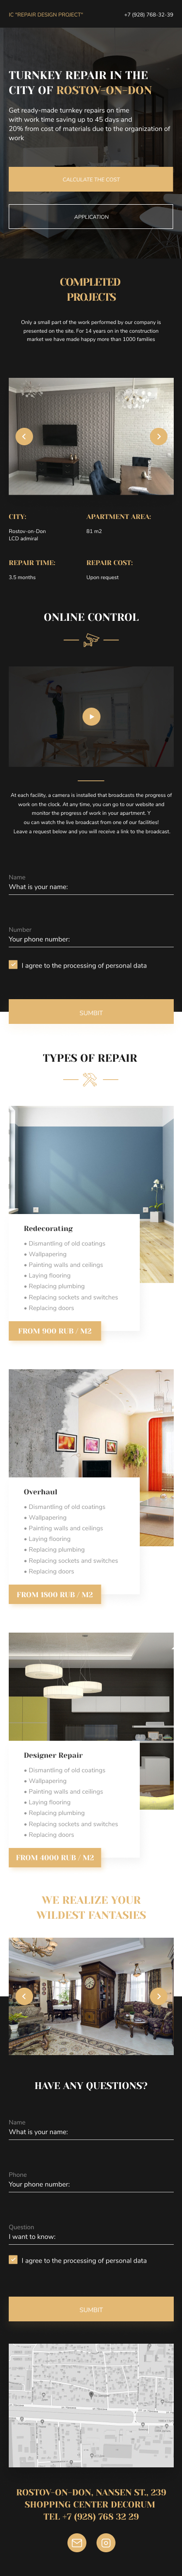 IC "REPAIR DESIGN PROJECT"
+7 (928) 768-32-39
TURNKEY REPAIR IN THE
CITY OF ROSTOV-ON-DON
Get ready-made turnkey repairs on time
with work time saving up to 45 days and
20% from cost of materials due to the organization of
work
CALCULATE THE COST
APPLICATION
COMPLETED
PROJECTS
Only a small part of the work performed by our company is
presented on the site. For 14 years on in the construction
market we have made happy more than 1000 families
CITY:
APARTMENT AREA:
Rostov-on-Don
LCD admiral
81 m2
REPAIR TIME:
REPAIR COST:
3.5 months
Upon request
ONLINE CONTROL
At each facility, a camera is installed that broadcasts the progress of
work on the clock. At any time, you can go to our website and
monitor the progress of work in your apartment. Y
ou can watch the live broadcast from one of our facilities!
Leave a request below and you will receive a link to the broadcast.
Name
What is your name:
Number
Your phone number:
I agree to the processing of personal data
SUMBIT
TYPES OF REPAIR
Redecorating
• Dismantling of old coatings
• Wallpapering
• Painting walls and ceilings
• Laying flooring
• Replacing plumbing
• Replacing sockets and switches
• Replacing doors
FROM 900 RUB / M2
Overhaul
• Dismantling of old coatings
• Wallpapering
• Painting walls and ceilings
• Laying flooring
• Replacing plumbing
• Replacing sockets and switches
• Replacing doors
FROM 1800 RUB / M2
Designer Repair
• Dismantling of old coatings
• Wallpapering
• Painting walls and ceilings
• Laying flooring
• Replacing plumbing
• Replacing sockets and switches
• Replacing doors
FROM 4000 RUB / M2
WE REALIZE YOUR
WILDEST FANTASIES
HAVE ANY QUESTIONS?
Name
What is your name:
Phone
Your phone number:
Question
I want to know:
I agree to the processing of personal data
SUMBIT
ROSTOV-ON-DON, NANSEN ST., 239
SHOPPING CENTER DECORUM
TEL +7 (928) 768 32 29